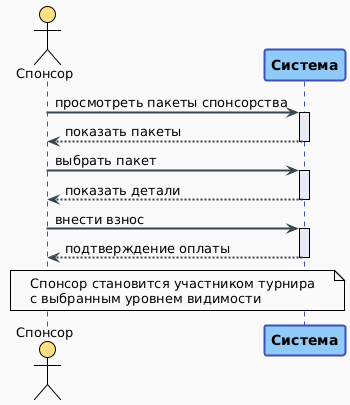 Спонсор
Система
просмотреть пакеты спонсорства
показать пакеты
выбрать пакет
показать детали
внести взнос
подтверждение оплаты
Спонсор становится участником турнира
с выбранным уровнем видимости
Спонсор
Система